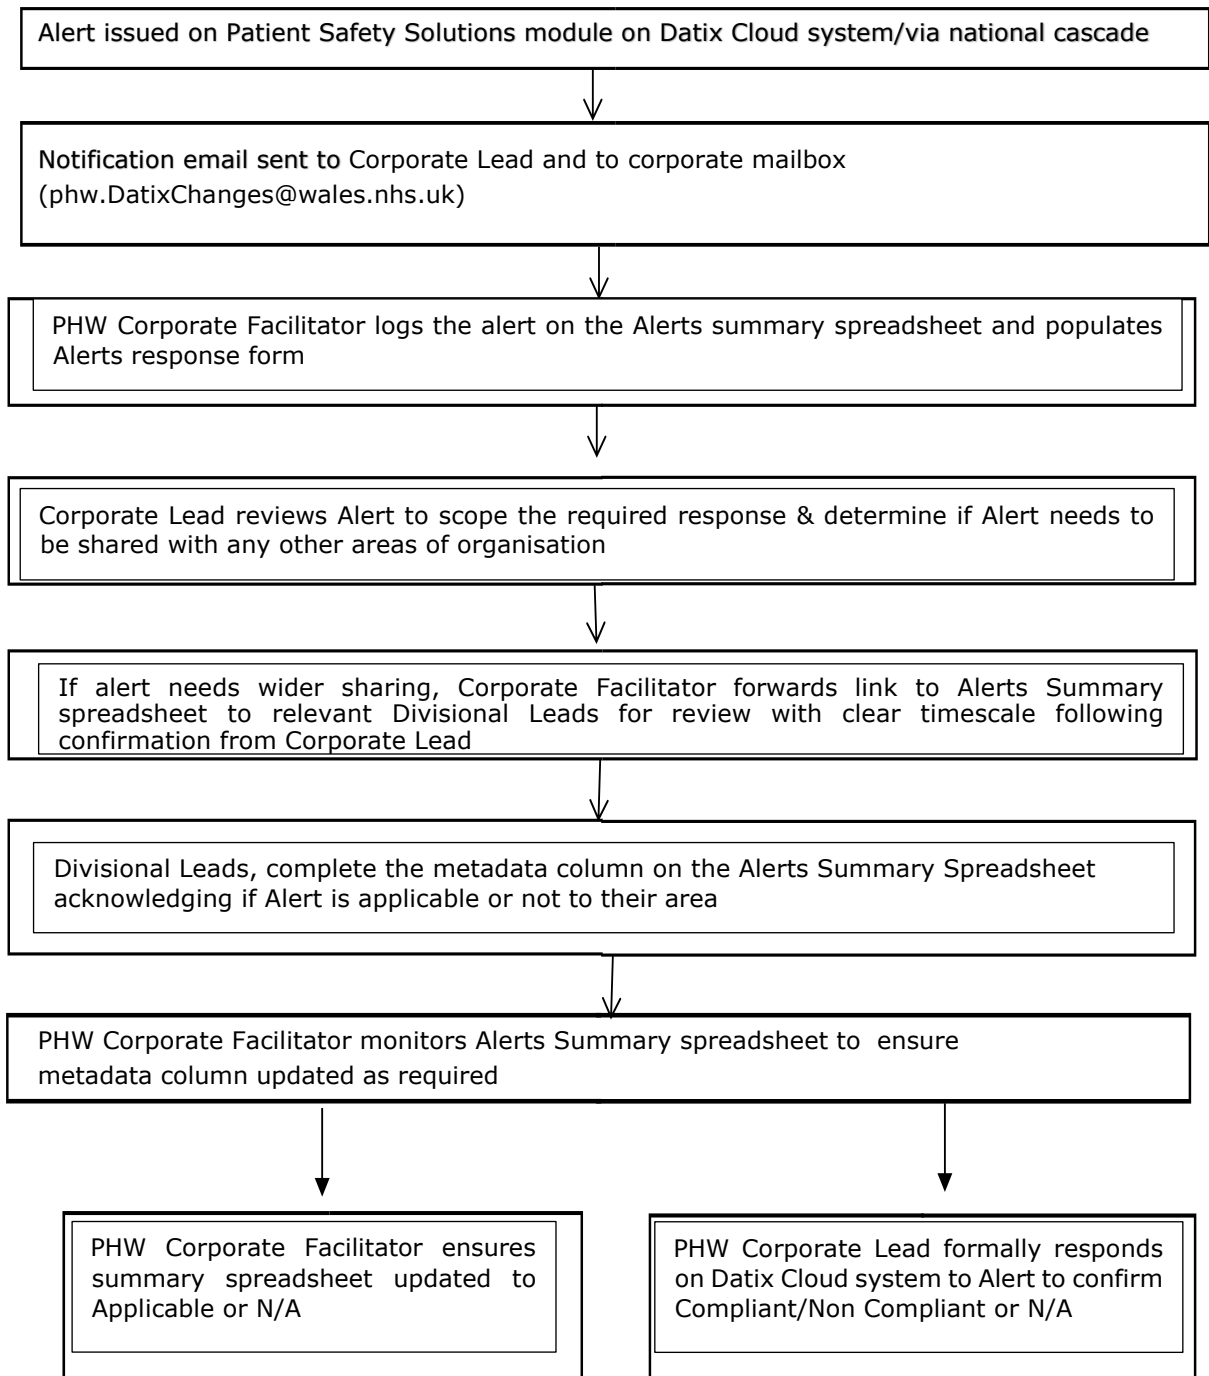 Alert issued on Patient Safety Solutions module on Datix Cloud system/via national cascade
Notification email sent to Corporate Lead and to corporate mailbox
(phw.DatixChanges@wales.nhs.uk)
PHW Corporate Facilitator logs the alert on the Alerts summary spreadsheet and populates
Alerts response form
Corporate Lead reviews Alert to scope the required response & determine if Alert needs to
be shared with any other areas of organisation
If alert needs wider sharing, Corporate Facilitator forwards link to Alerts Summary
spreadsheet to relevant Divisional Leads for review with clear timescale following
confirmation from Corporate Lead
Divisional Leads, complete the metadata column on the Alerts Summary Spreadsheet
acknowledging if Alert is applicable or not to their area
PHW Corporate Facilitator monitors Alerts Summary spreadsheet to ensure
metadata column updated as required
PHW Corporate Facilitator ensures
summary spreadsheet updated to
Applicable or N/A
PHW Corporate Lead formally responds
on Datix Cloud system to Alert to confirm
Compliant/Non Compliant or N/A